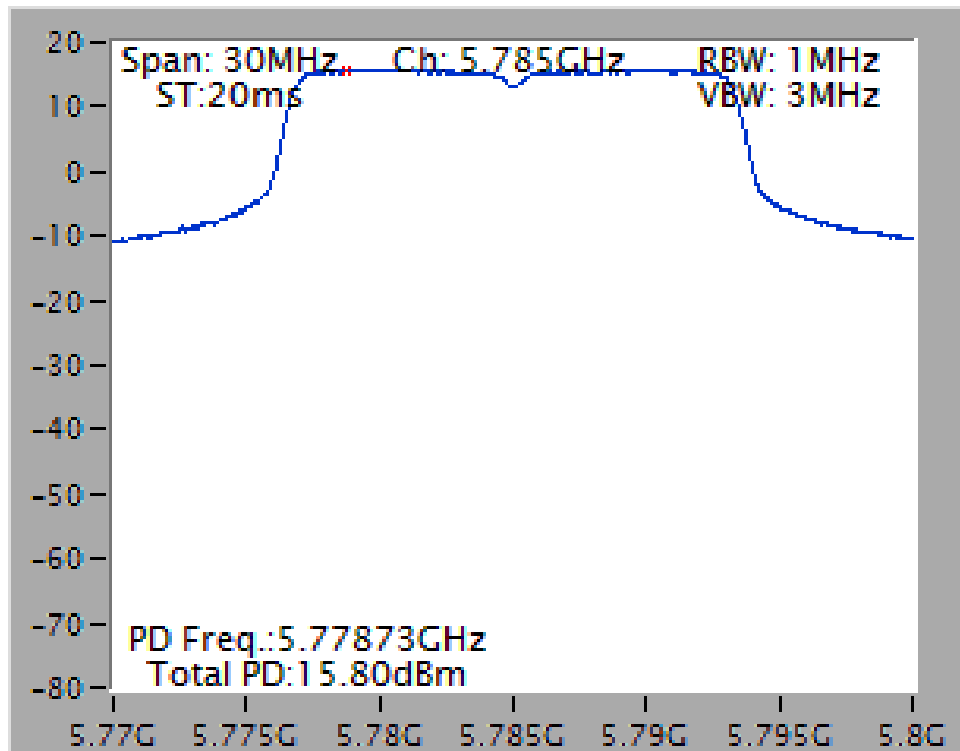 20
10
0
-10
-20
-30
-40
-50
-60
-70
-80
Span: 30MHz Ch: 5.785GHz RBW: 1MHz
ST:20ms VBW: 3MHz
PD Freq.:5.77873GHz
Total PD:15.80dBm
5.77G 5.775G 5.78G 5.785G 5.79G 5.795G 5.8G